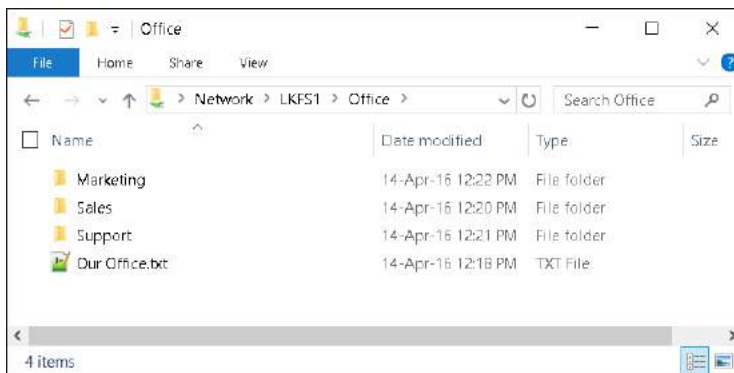 Office
File Home Share View
Network > LKFS1 > Office >
Search Office
Name Date modified Type Size
Marketing 14-Apr-16 12:22 PM File folder
Sales 14-Apr-16 12:20 PM File folder
Support 14-Apr-16 12:21 PM File folder
Our Office.txt 14-Apr-16 12:18 PM TXT File
4 items